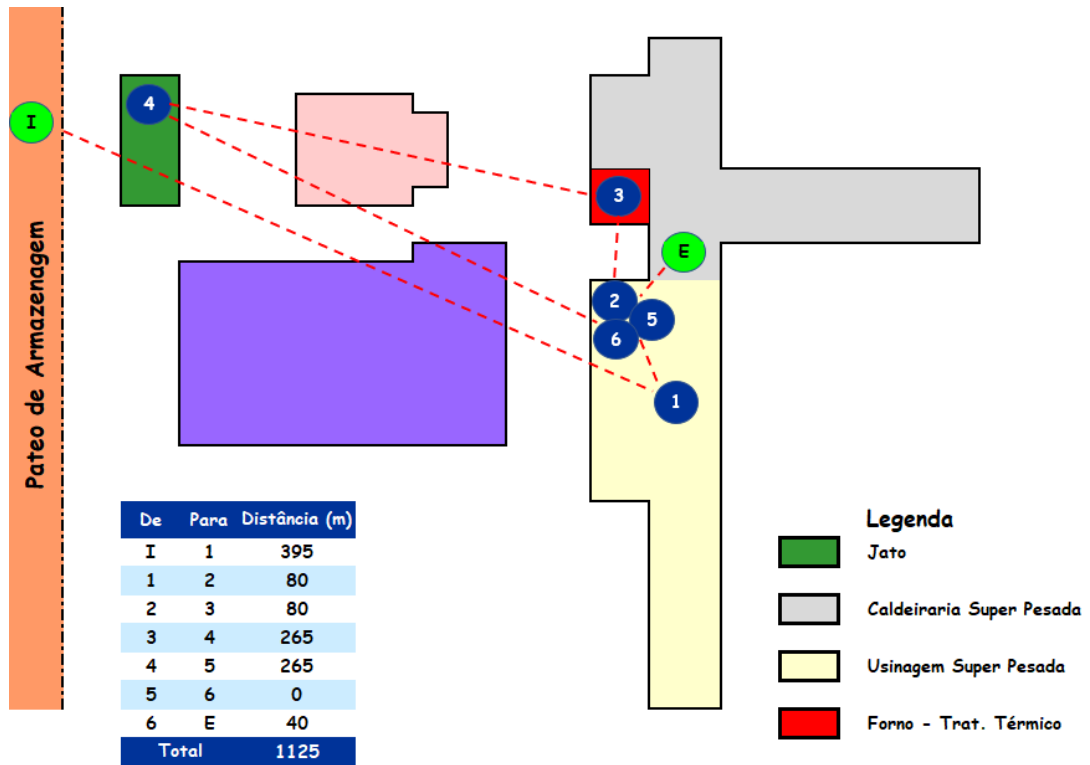 I
4
3
E
2
5
6
1
Pateo de Armazenagem
De Para Distância (m)
I 1 395
1 2 80
2 3 80
3 4 265
4 5 265
5 6 0
6 E 40
Total 1125
Legenda
Jato
Caldeiraria Super Pesada
Usinagem Super Pesada
Forno - Trat. Térmico